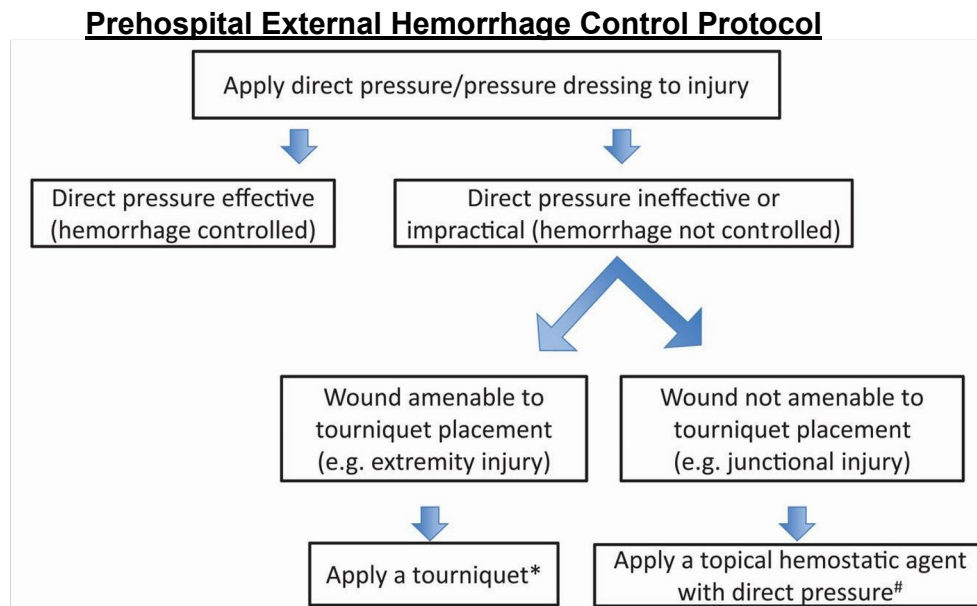 Prehospital External Hemorrhage Control Protocol
Apply direct pressure/pressure dressing to injury
Direct pressure effective
(hemorrhage controlled)
Direct pressure ineffective or
impractical (hemorrhage not controlled)
Wound amenable to
tourniquet placement
(e.g. extremity injury)
Wound not amenable to
tourniquet placement
(e.g. junctional injury)
Apply a tourniquet*
Apply a topical hemostatic agent
with direct pressure#